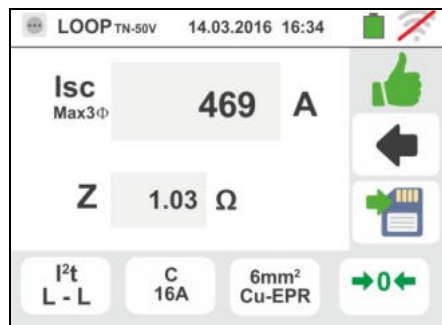 LOOP TN-50V 14.03.2016 16:34
Isc
Max3Φ
469 A
Z 1.03 Ω
I²t
L - L
C
16A
6mm²
Cu-EPR
→0←